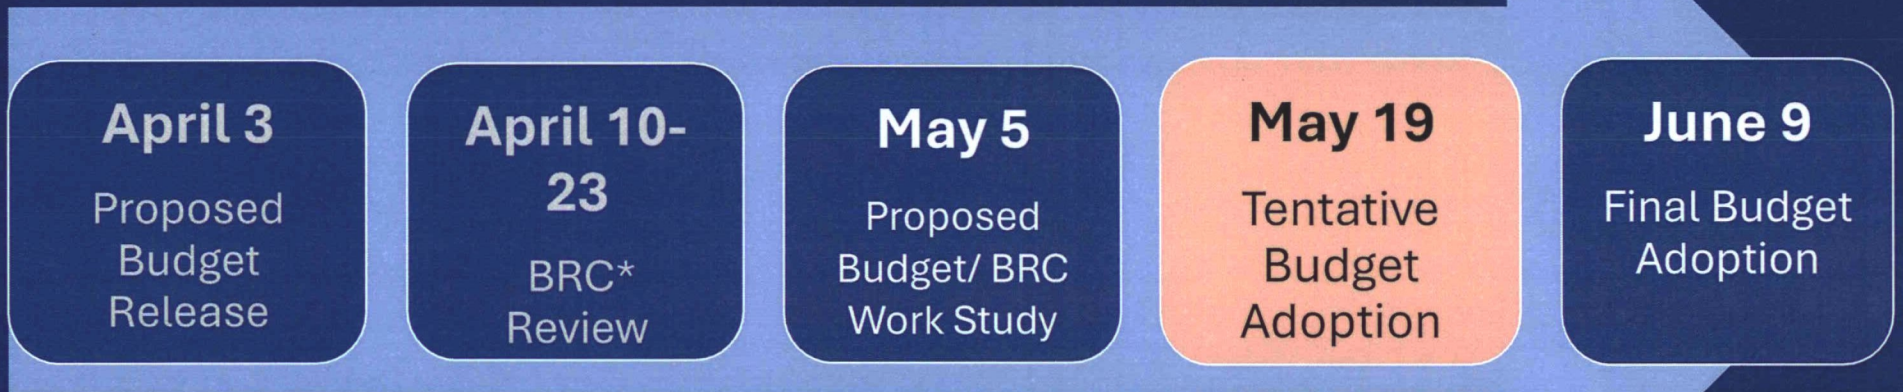 April 3
Proposed
Budget
Release
April 10-
23
BRC*
Review
May 5
Proposed
Budget/ BRC
Work Study
May 19
Tentative
Budget
Adoption
June 9
Final Budget
Adoption